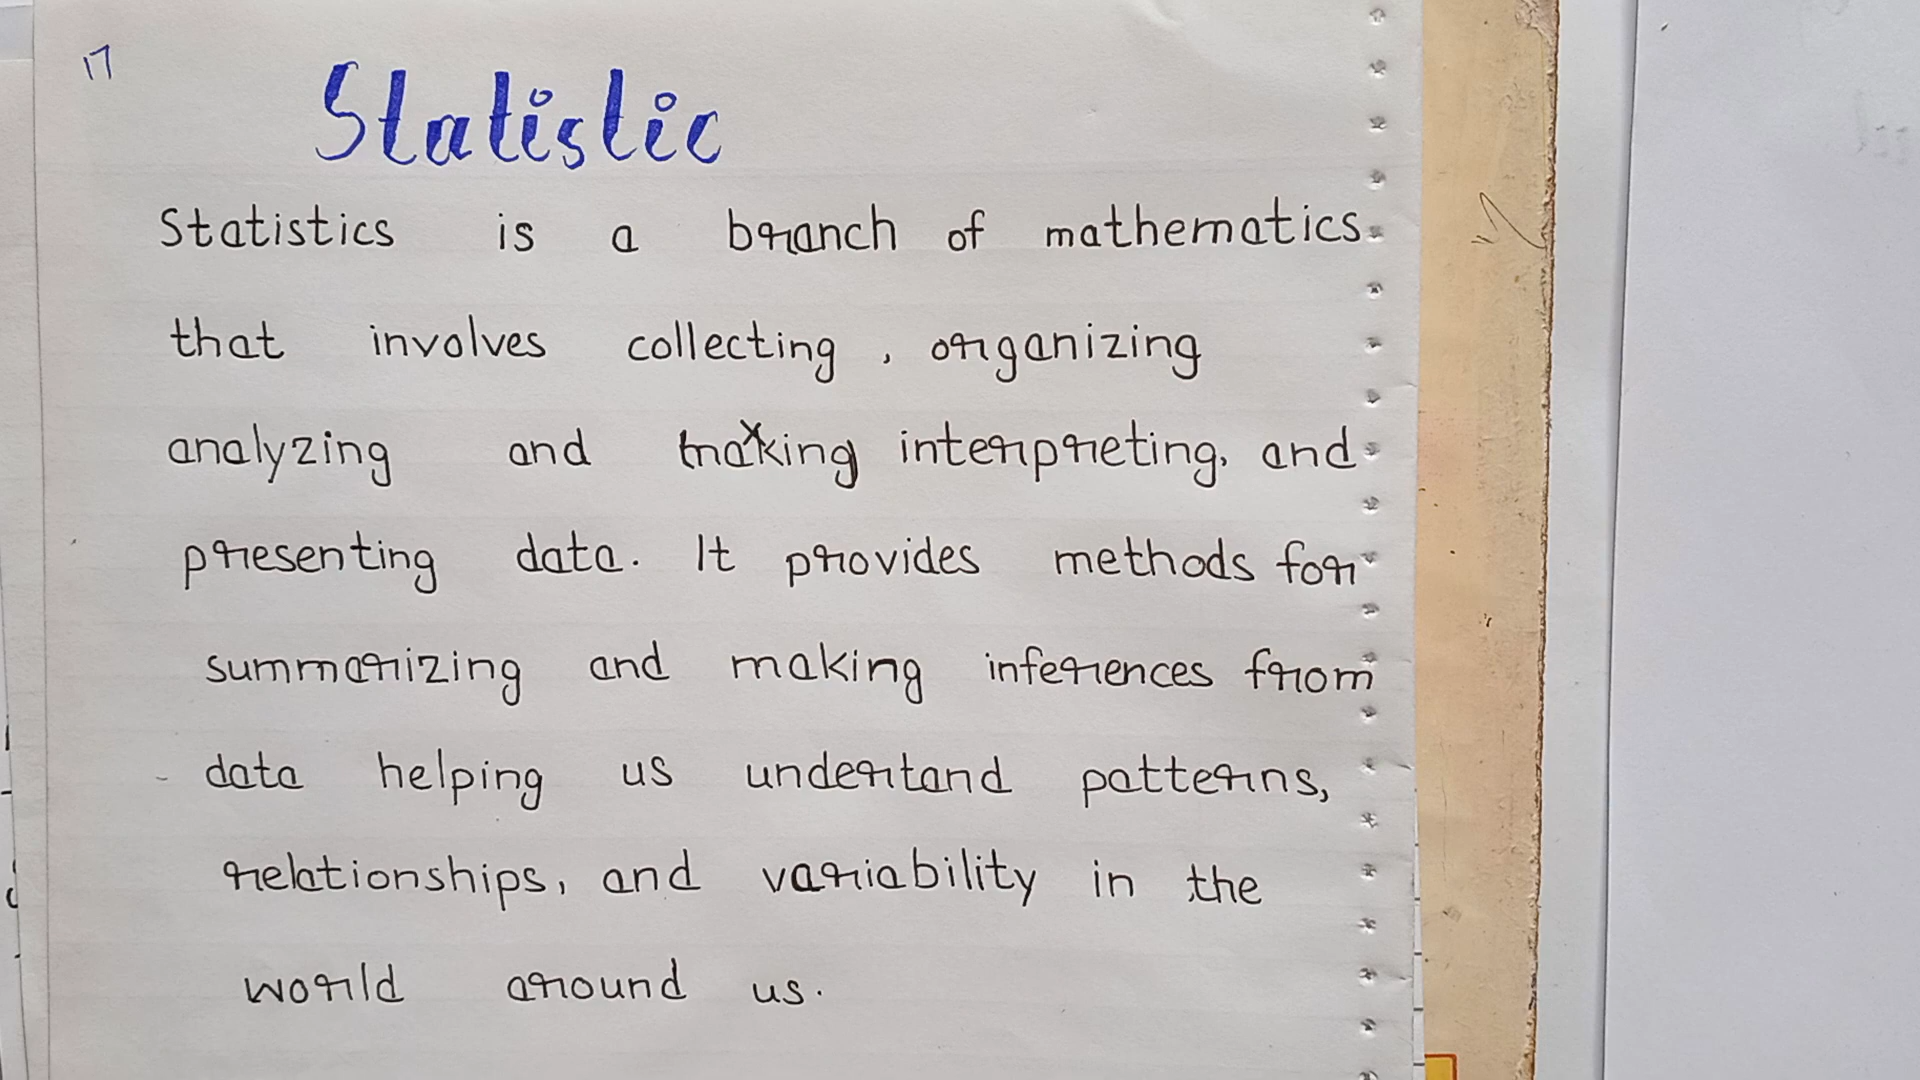 17
Statistic
Statistics is a branch of mathematics
that involves collecting, organizing
analyzing and making interpreting, and
presenting data. It provides methods for
summarizing and making inferences from
data helping us undertand patterns,
relationships, and variability in the
world around us.